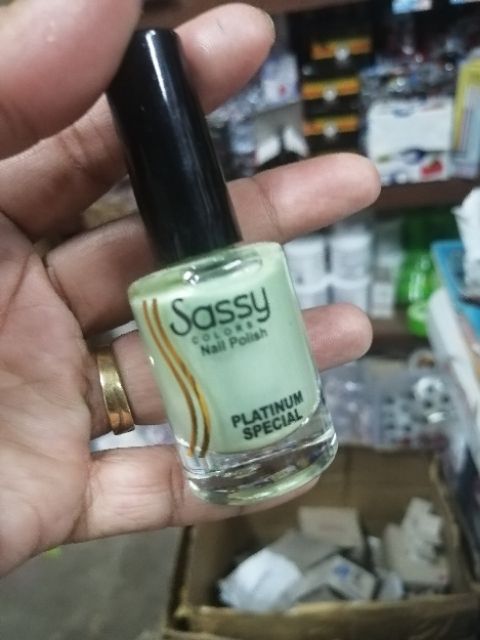 Sassy
COLORS
Nail Polish
PLATINUM
SPECIAL